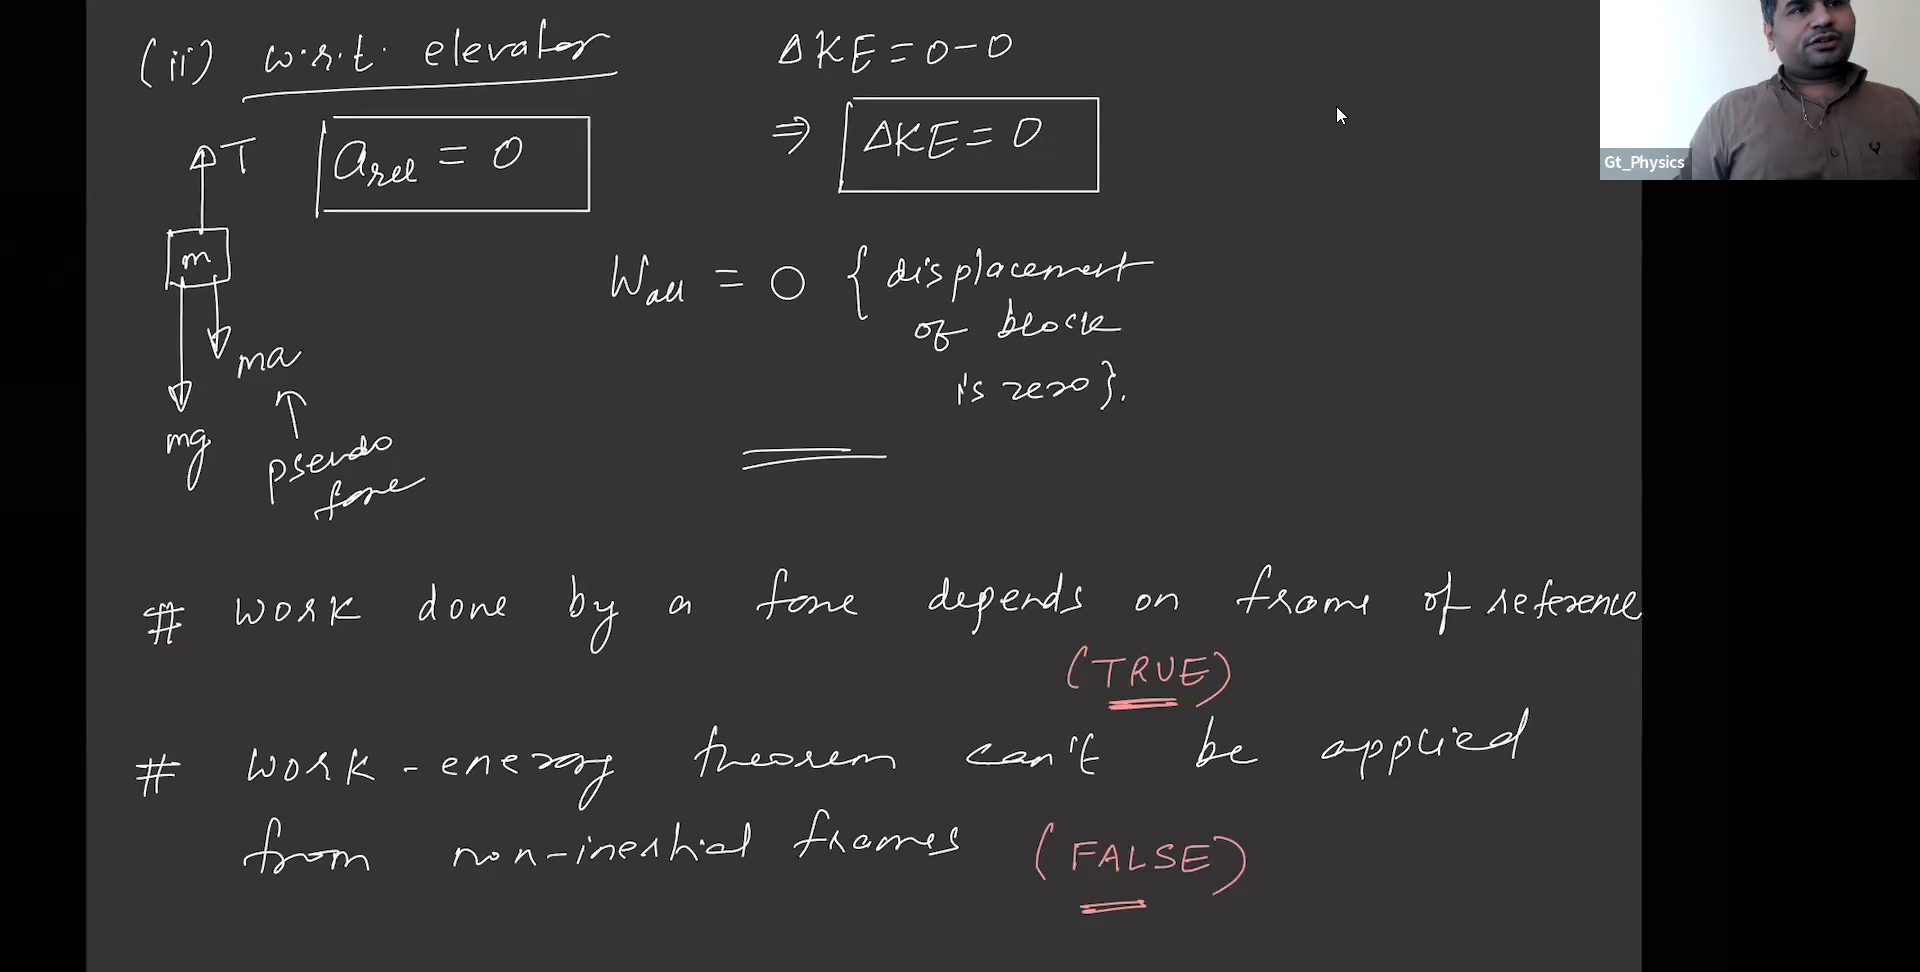 (ii) w.r.t. elevator
ΔKE = 0 - 0
T
a_rel = 0
⇒ ΔKE = 0
m
W_all = 0 { displacement
of block
is zero}.
ma
mg
pseudo
force
# work done by a force depends on frame of reference
(TRUE)
# work-energy theorem can't be applied
from non-inertial frames (FALSE)
Gt_Physics